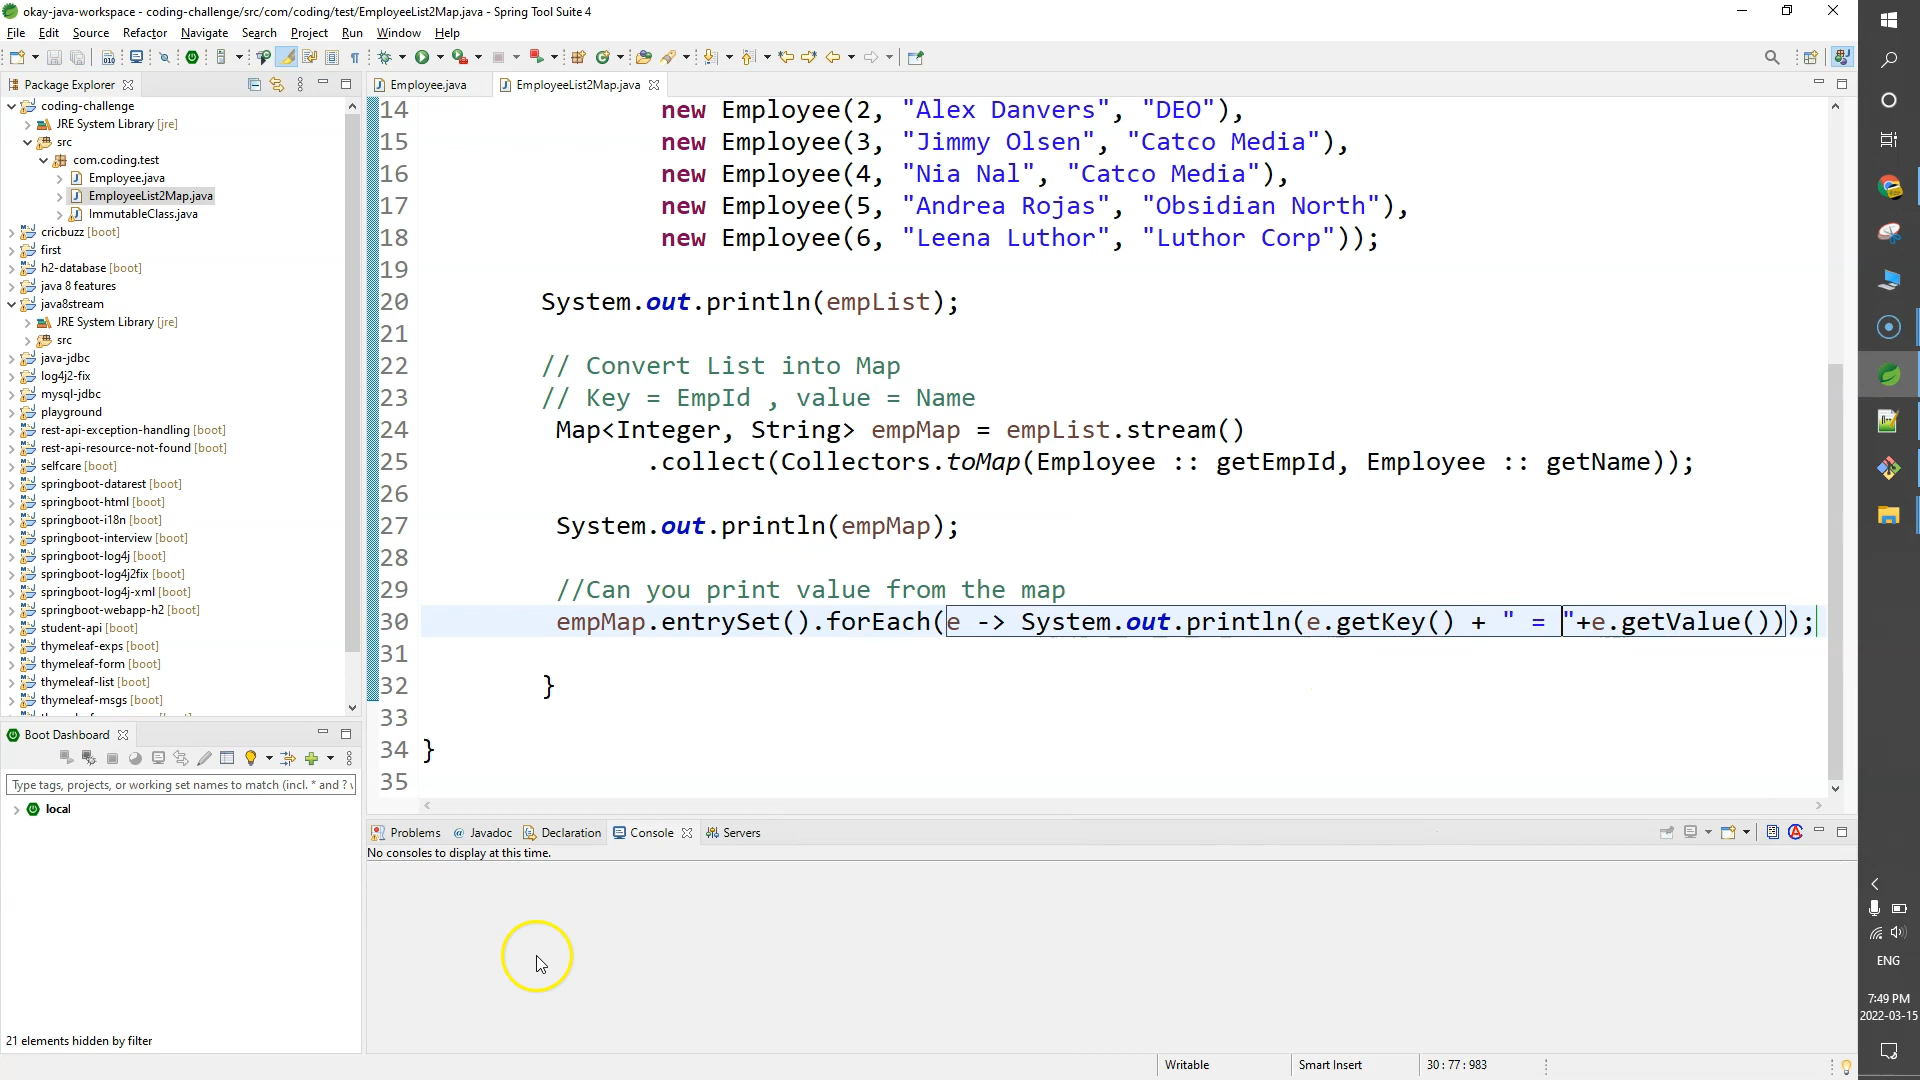 okay-java-workspace - coding-challenge/src/com/coding/test/EmployeeList2Map.java - Spring Tool Suite 4
File Edit Source Refactor Navigate Search Project Run Window Help
Package Explorer
coding-challenge
JRE System Library [jre]
src
com.coding.test
Employee.java
EmployeeList2Map.java
ImmutableClass.java
cricbuzz [boot]
first
h2-database [boot]
java 8 features
java8stream
JRE System Library [jre]
src
java-jdbc
log4j2-fix
mysql-jdbc
playground
rest-api-exception-handling [boot]
rest-api-resource-not-found [boot]
selfcare [boot]
springboot-datarest [boot]
springboot-html [boot]
springboot-i18n [boot]
springboot-interview [boot]
springboot-log4j [boot]
springboot-log4j2fix [boot]
springboot-log4j-xml [boot]
springboot-webapp-h2 [boot]
student-api [boot]
thymeleaf-exps [boot]
thymeleaf-form [boot]
thymeleaf-list [boot]
thymeleaf-msgs [boot]
Boot Dashboard
Type tags, projects, or working set names to match (incl. * and ? 
local
21 elements hidden by filter
Employee.java EmployeeList2Map.java
14 new Employee(2, "Alex Danvers", "DEO"),
15 new Employee(3, "Jimmy Olsen", "Catco Media"),
16 new Employee(4, "Nia Nal", "Catco Media"),
17 new Employee(5, "Andrea Rojas", "Obsidian North"),
18 new Employee(6, "Leena Luthor", "Luthor Corp"));
19
20 System.out.println(empList);
21
22 // Convert List into Map
23 // Key = EmpId , value = Name
24 Map<Integer, String> empMap = empList.stream()
25 .collect(Collectors.toMap(Employee :: getEmpId, Employee :: getName));
26
27 System.out.println(empMap);
28
29 //Can you print value from the map
30 empMap.entrySet().forEach(e -> System.out.println(e.getKey() + " = "+e.getValue()));
31
32 }
33
34 }
35
Problems Javadoc Declaration Console Servers
No consoles to display at this time.
Writable Smart Insert 30 : 77 : 983
ENG
7:49 PM
2022-03-15